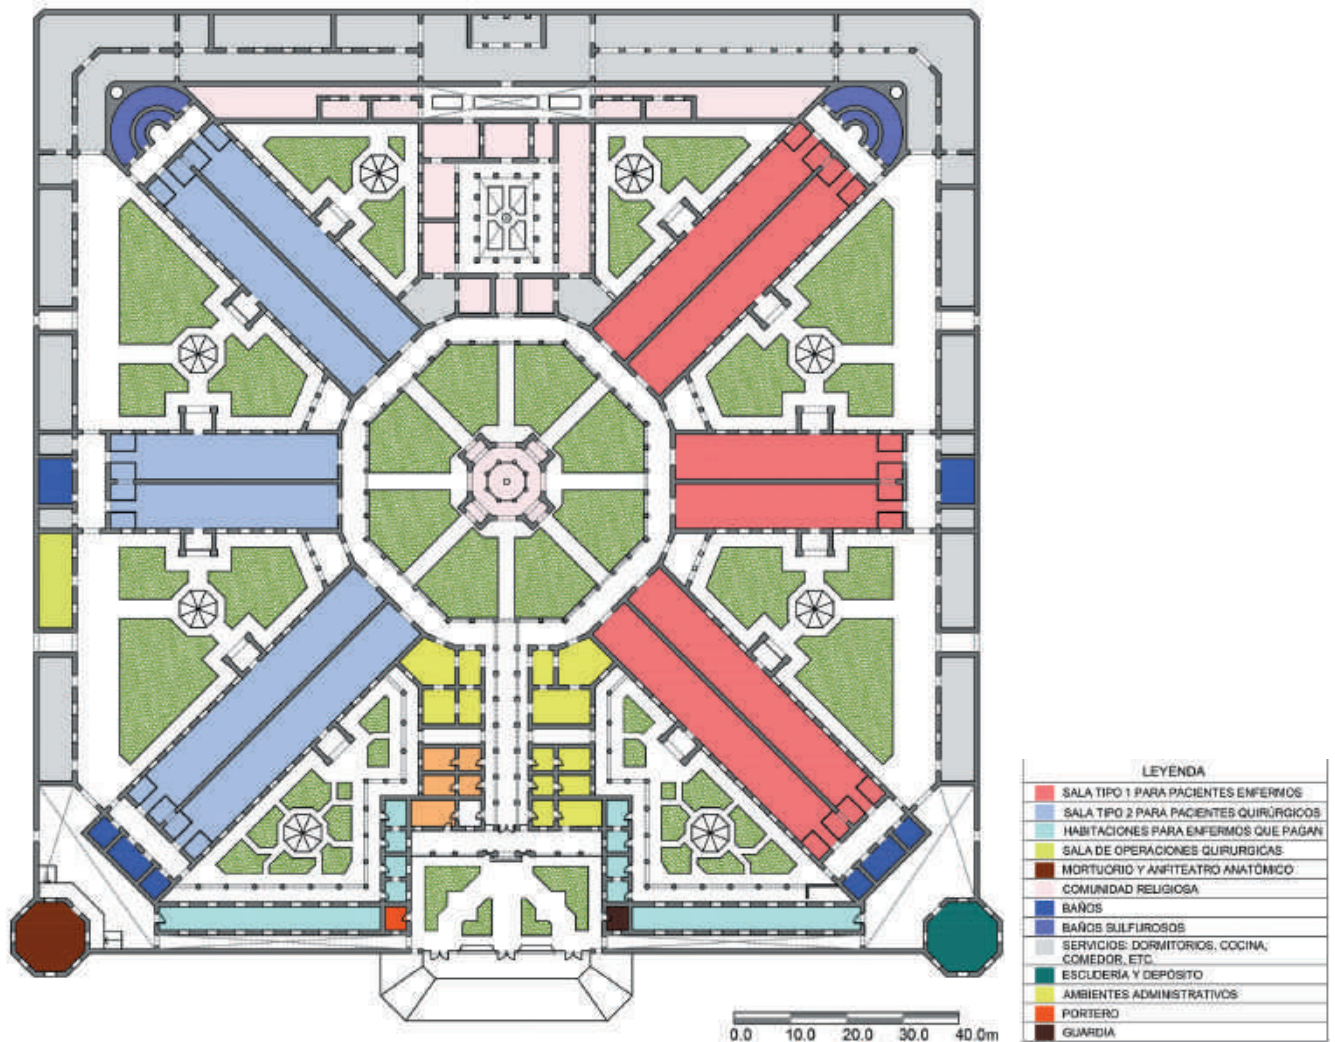 LEYENDA
SALA TIPO 1 PARA PACIENTES ENFERMOS
SALA TIPO 2 PARA PACIENTES QUIRÚRGICOS
HABITACIONES PARA ENFERMOS QUE PAGAN
SALA DE OPERACIONES QUIRURGICAS
MORTUORIO Y ANFITEATRO ANATÓMICO
COMUNIDAD RELIGIOSA
BAÑOS
BAÑOS SULFUROSOS
SERVICIOS: DORMITORIOS, COCINA,
COMEDOR, ETC.
ESCUDERÍA Y DEPÓSITO
AMBIENTES ADMINISTRATIVOS
PORTERO
GUARDIA
0.0 10.0 20.0 30.0 40.0m